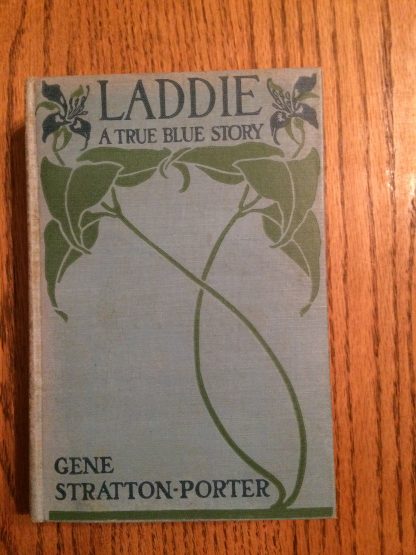 LADDIE
A TRUE BLUE STORY
GENE
STRATTON-PORTER